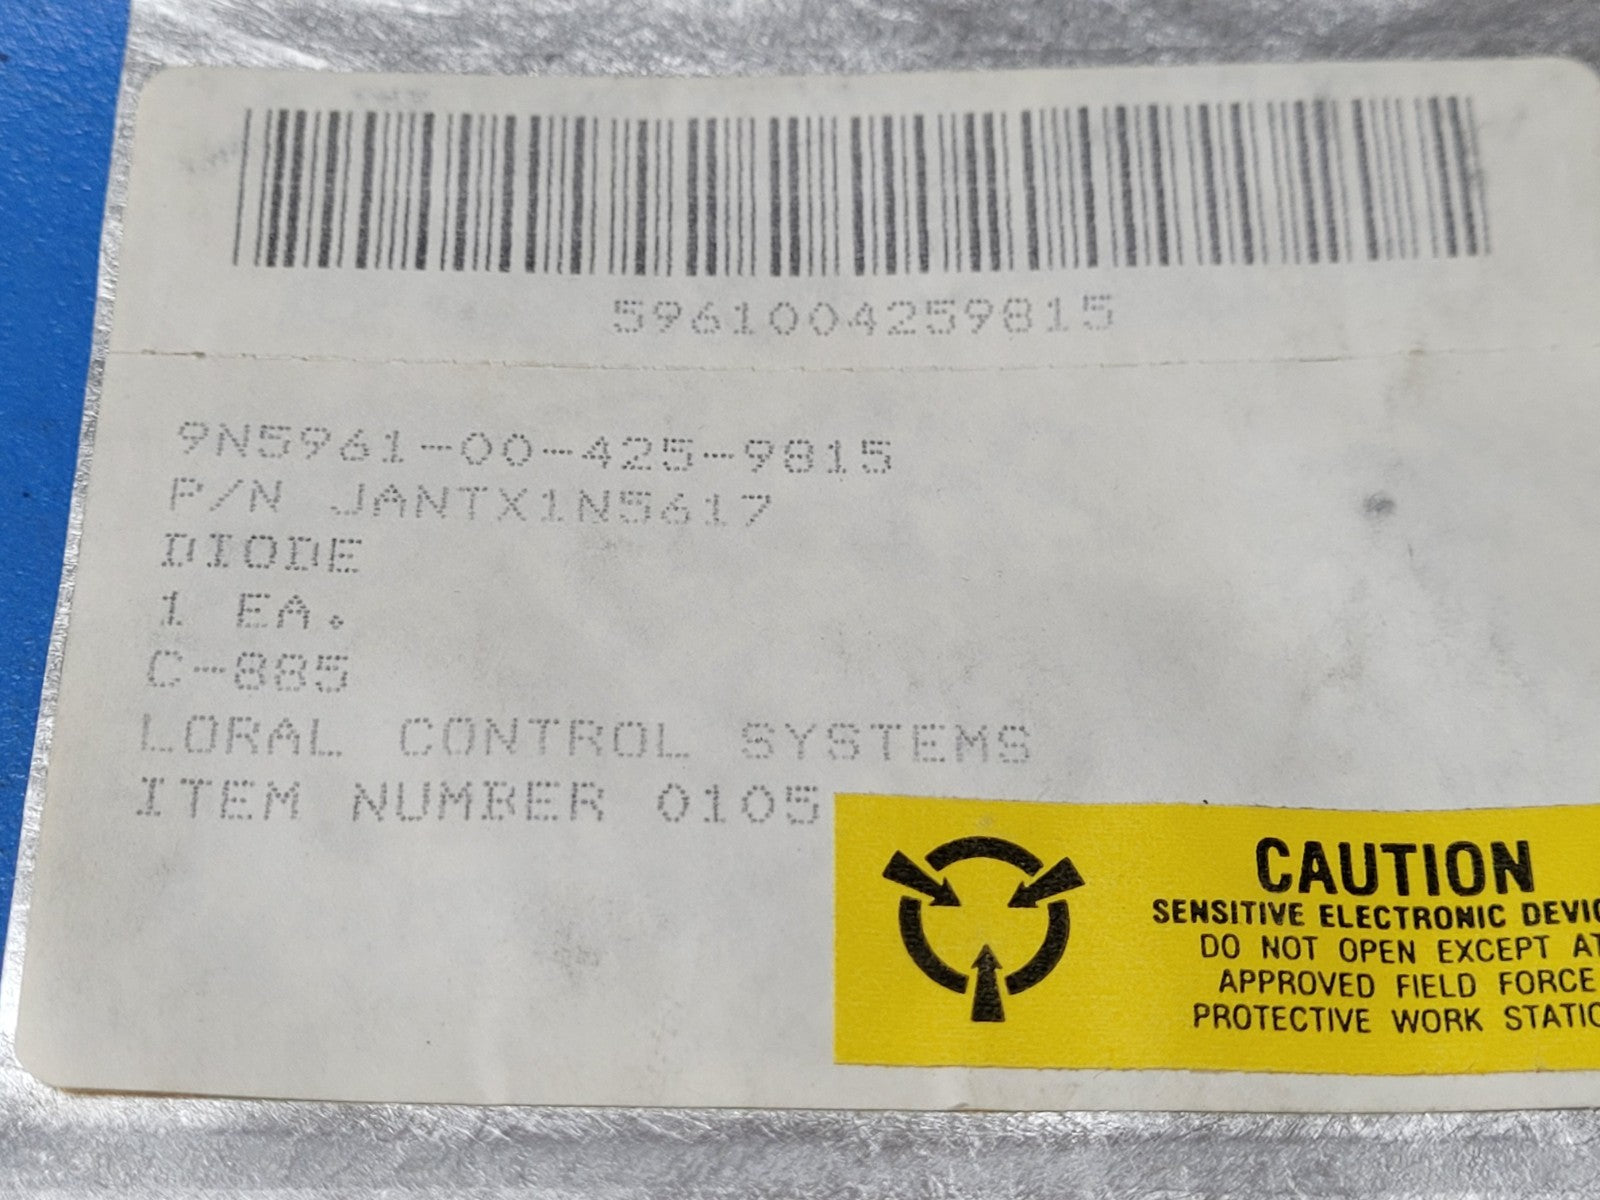 5961004259815
9N5961-00-425-9815
P/N JANTX1N5617
DIODE
1 EA.
C-885
LORAL CONTROL SYSTEMS
ITEM NUMBER 0105
CAUTION
SENSITIVE ELECTRONIC DEVIC
DO NOT OPEN EXCEPT AT
APPROVED FIELD FORCE
PROTECTIVE WORK STATIO